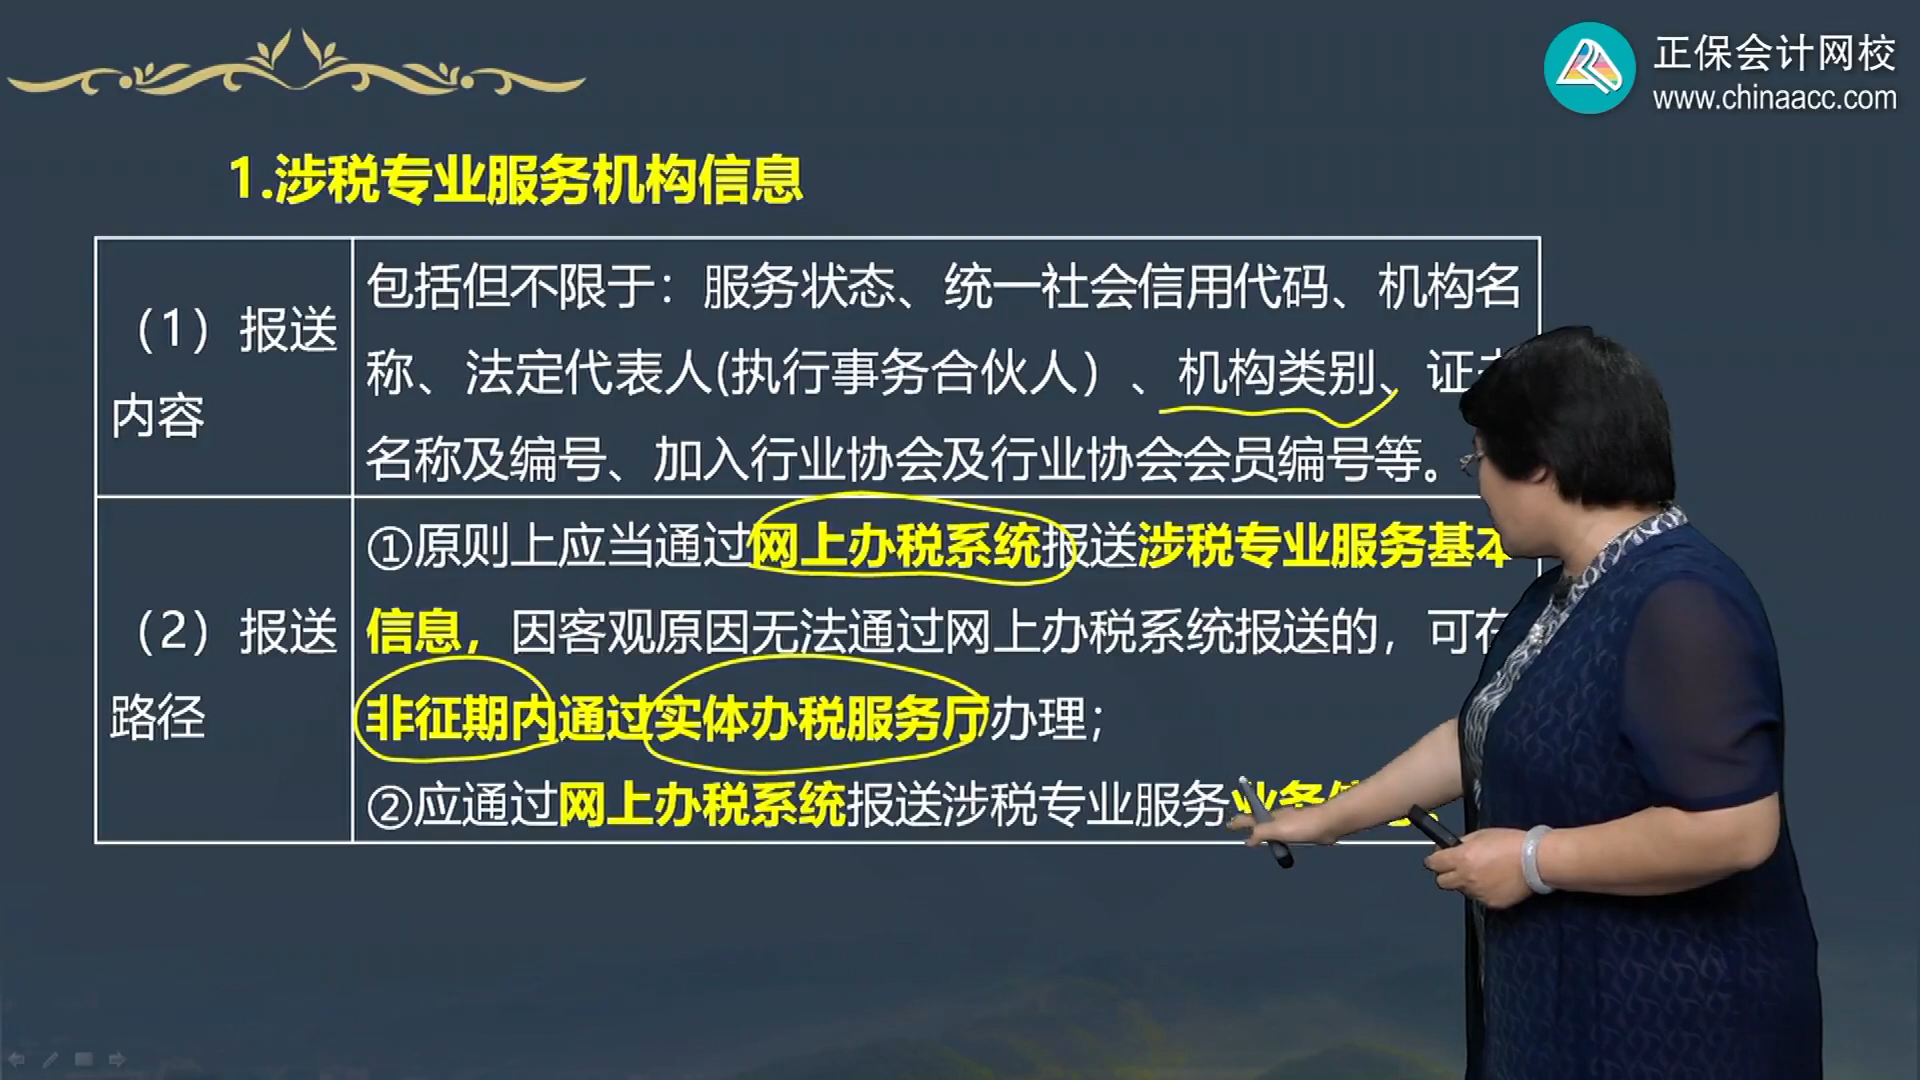 正保会计网校
www.chinaacc.com
1.涉税专业服务机构信息
（1）报送
内容
包括但不限于：服务状态、统一社会信用代码、机构名
称、法定代表人(执行事务合伙人）、机构类别、证
名称及编号、加入行业协会及行业协会会员编号等。
（2）报送
路径
①原则上应当通过网上办税系统报送涉税专业服务基本
信息，因客观原因无法通过网上办税系统报送的，可在
非征期内通过实体办税服务厅办理；
②应通过网上办税系统报送涉税专业服务业务